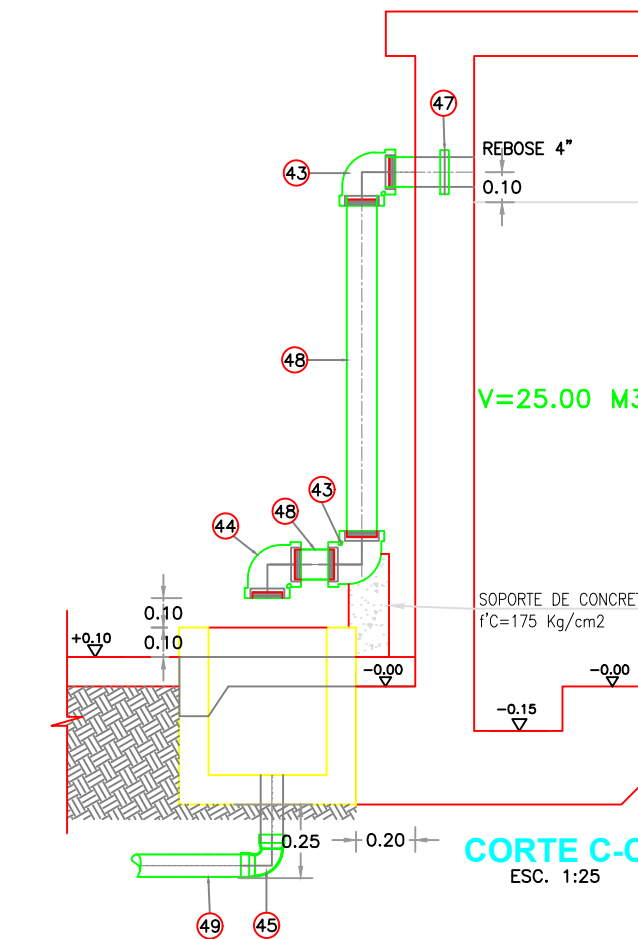 47
REBOSE 4"
43
0.10
48
V=25.00 M3
43
48
44
SOPORTE DE CONCRET
f'C=175 Kg/cm2
0.10
0.10
+0.10
-0.00
-0.00
-0.15
0.25
0.20
CORTE C-C
ESC. 1:25
49
45